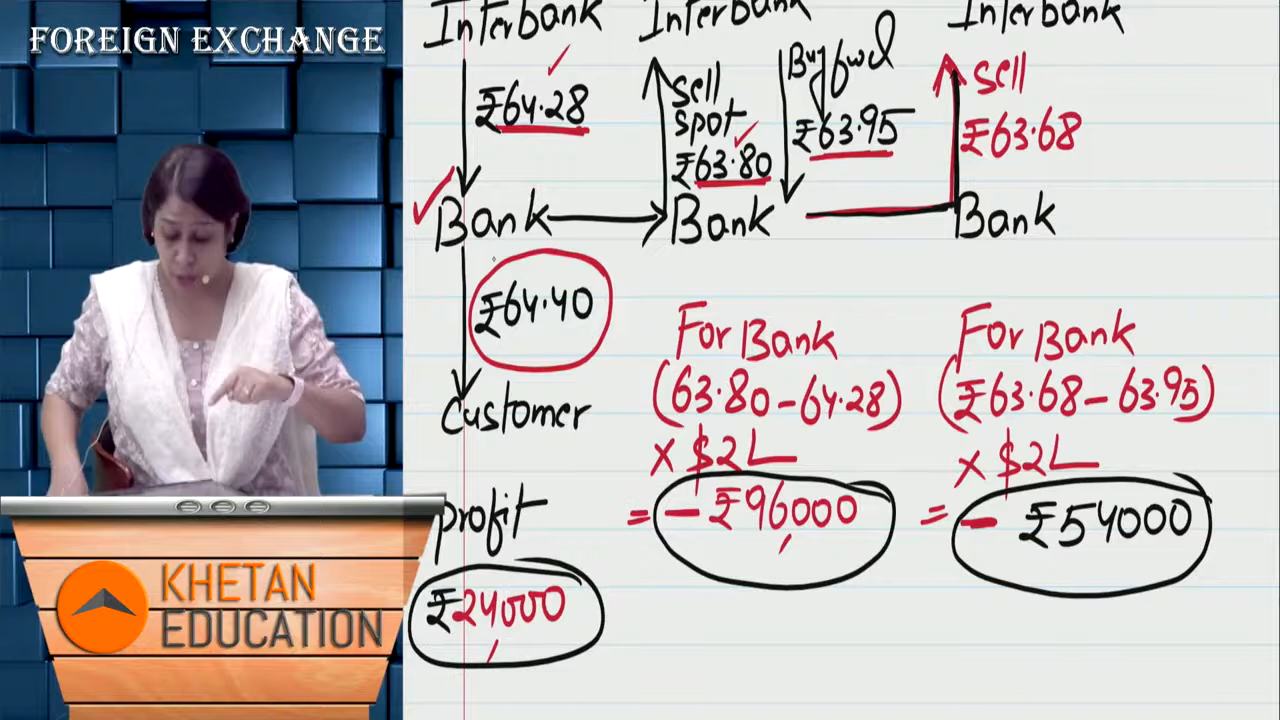 FOREIGN EXCHANGE
Interbank
₹64.28
Bank
₹64.40
Customer
profit
₹24000
Interbank
sell
spot
₹63.80
Buy fwd
₹63.95
Bank
For Bank
(63.80-64.28)
× $2L
= - ₹96000
Interbank
sell
₹63.68
Bank
For Bank
(₹63.68-63.95)
× $2L
= - ₹54000
KHETAN
EDUCATION